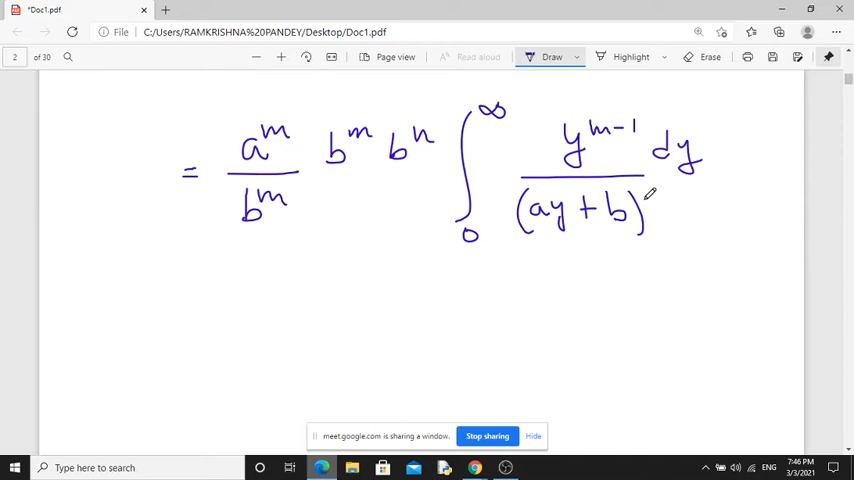 *Doc1.pdf
File C:/Users/RAMKRISHNA%20PANDEY/Desktop/Doc1.pdf
2 of 30 Page view Read aloud Draw Highlight Erase
= a^m / b^m b^m b^n ∫_0^∞ y^{m-1} / (ay + b) dy
meet.google.com is sharing a window. Stop sharing Hide
Type here to search ENG 7:46 PM
3/3/2021